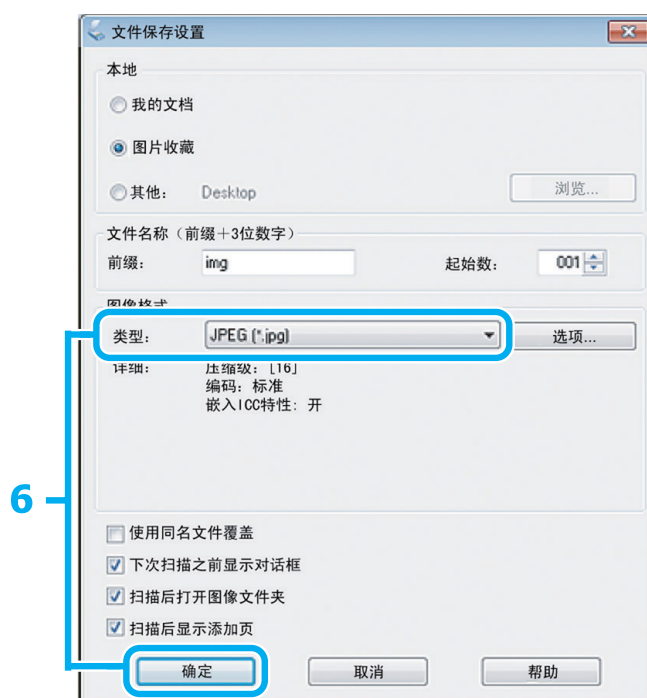 文件保存设置
本地
我的文档
图片收藏
其他: Desktop 浏览...
文件名称（前缀+3位数字）
前缀: img 起始数: 001
图像格式
类型: JPEG (*.jpg) 选项...
详细: 压缩级: [16]
编码: 标准
嵌入ICC特性: 开
6
使用同名文件覆盖
下次扫描之前显示对话框
扫描后打开图像文件夹
扫描后显示添加页
确定 取消 帮助